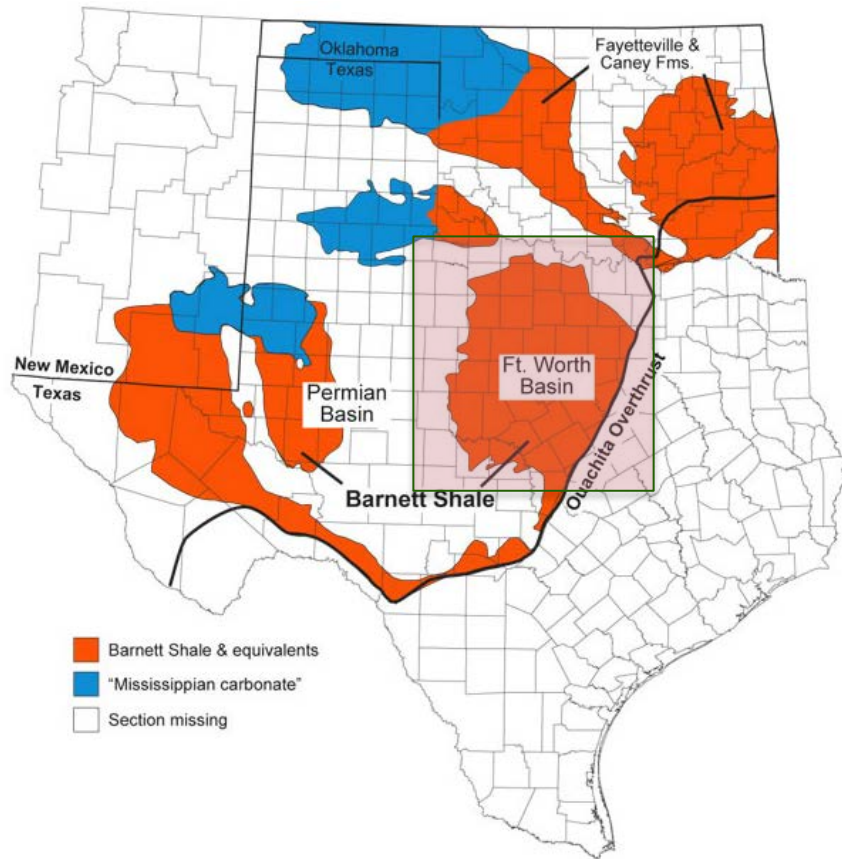 Oklahoma
Texas
Fayetteville &
Caney Fms.
New Mexico
Texas
Permian
Basin
Ft. Worth
Basin
Barnett Shale
Ouachita Overthrust
Barnett Shale & equivalents
“Mississippian carbonate”
Section missing